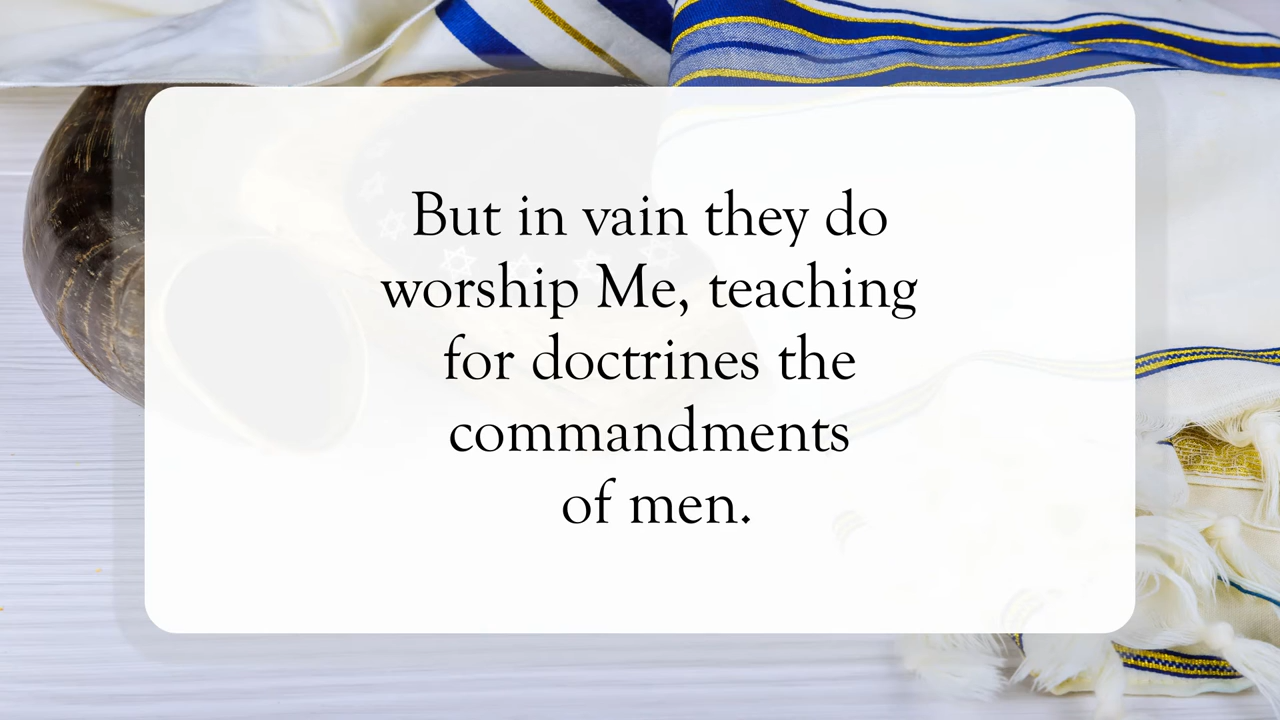 But in vain they do
worship Me, teaching
for doctrines the
commandments
of men.